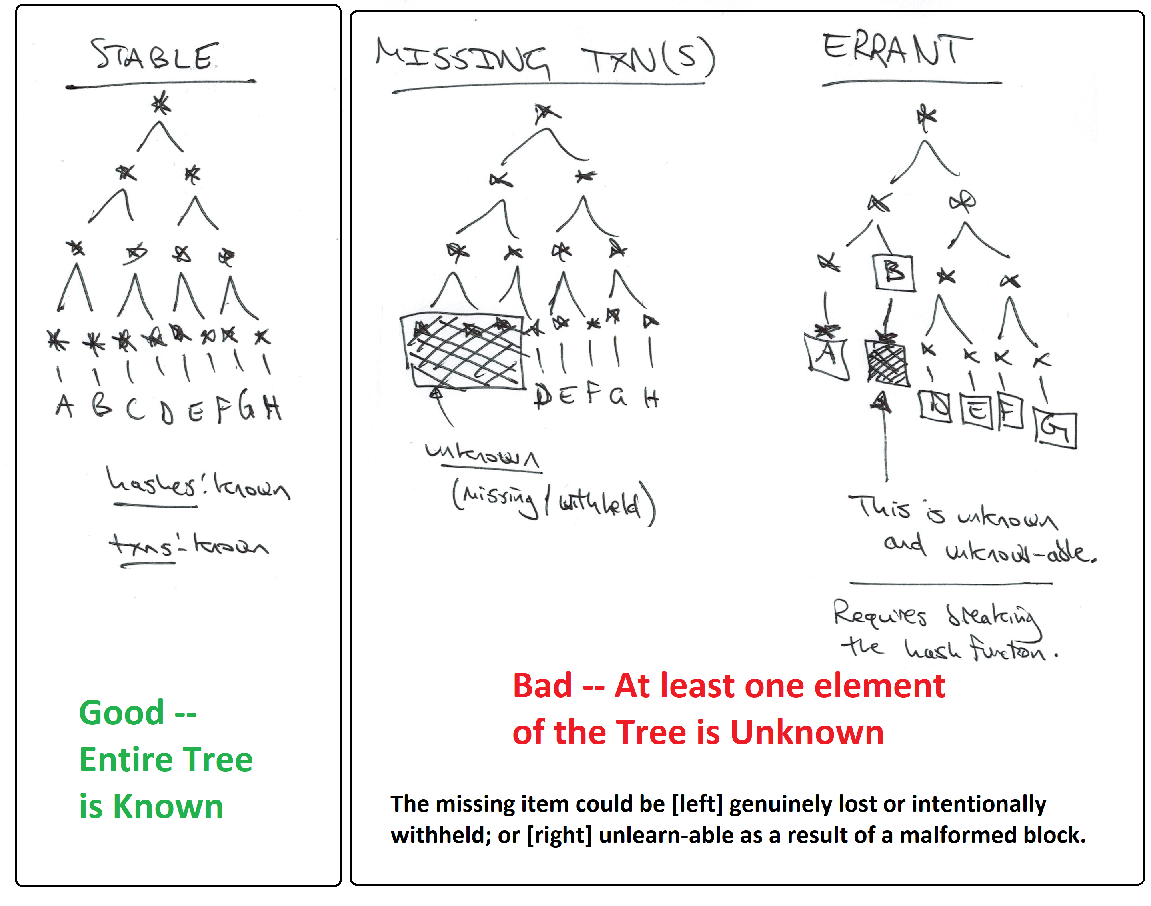 STABLE
A B C D E F G H
hashes: known
txns: known
Good --
Entire Tree
is Known
MISSING TXN(S)
D E F G H
unknown
(missing/withheld)
ERRANT
B
A
D E F G
This is unknown
and unknow-able.
Requires breaking
the hash function.
Bad -- At least one element
of the Tree is Unknown
The missing item could be [left] genuinely lost or intentionally
withheld; or [right] unlearn-able as a result of a malformed block.